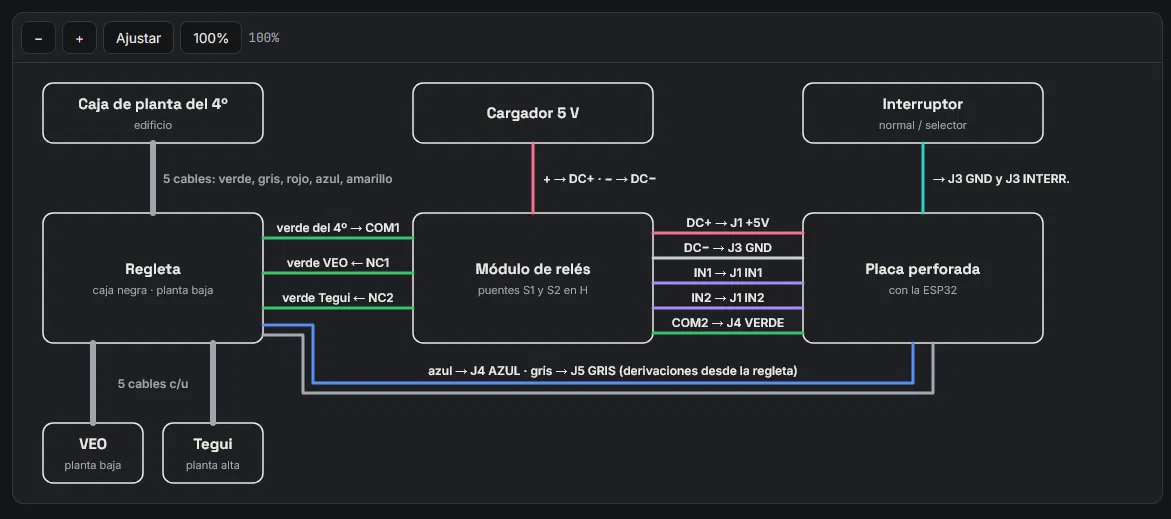 −
+
Ajustar
100%
100%
Caja de planta del 4º
edificio
Cargador 5 V
Interruptor
normal / selector
5 cables: verde, gris, rojo, azul, amarillo
+ → DC+ · − → DC−
→ J3 GND y J3 INTERR.
Regleta
caja negra · planta baja
verde del 4º → COM1
verde VEO ← NC1
verde Tegui ← NC2
Módulo de relés
puentes S1 y S2 en H
DC+ → J1 +5V
DC− → J3 GND
IN1 → J1 IN1
IN2 → J1 IN2
COM2 → J4 VERDE
Placa perforada
con la ESP32
5 cables c/u
azul → J4 AZUL · gris → J5 GRIS (derivaciones desde la regleta)
VEO
planta baja
Tegui
planta alta